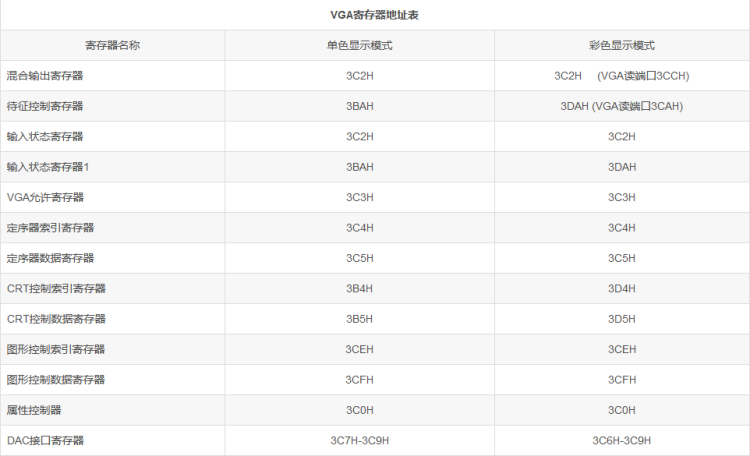 VGA寄存器地址表
寄存器名称 单色显示模式 彩色显示模式
混合输出寄存器 3C2H 3C2H (VGA读端口3CCH)
待征控制寄存器 3BAH 3DAH (VGA读端口3CAH)
输入状态寄存器 3C2H 3C2H
输入状态寄存器1 3BAH 3DAH
VGA允许寄存器 3C3H 3C3H
定序器索引寄存器 3C4H 3C4H
定序器数据寄存器 3C5H 3C5H
CRT控制索引寄存器 3B4H 3D4H
CRT控制数据寄存器 3B5H 3D5H
图形控制索引寄存器 3CEH 3CEH
图形控制数据寄存器 3CFH 3CFH
属性控制器 3C0H 3C0H
DAC接口寄存器 3C7H-3C9H 3C6H-3C9H